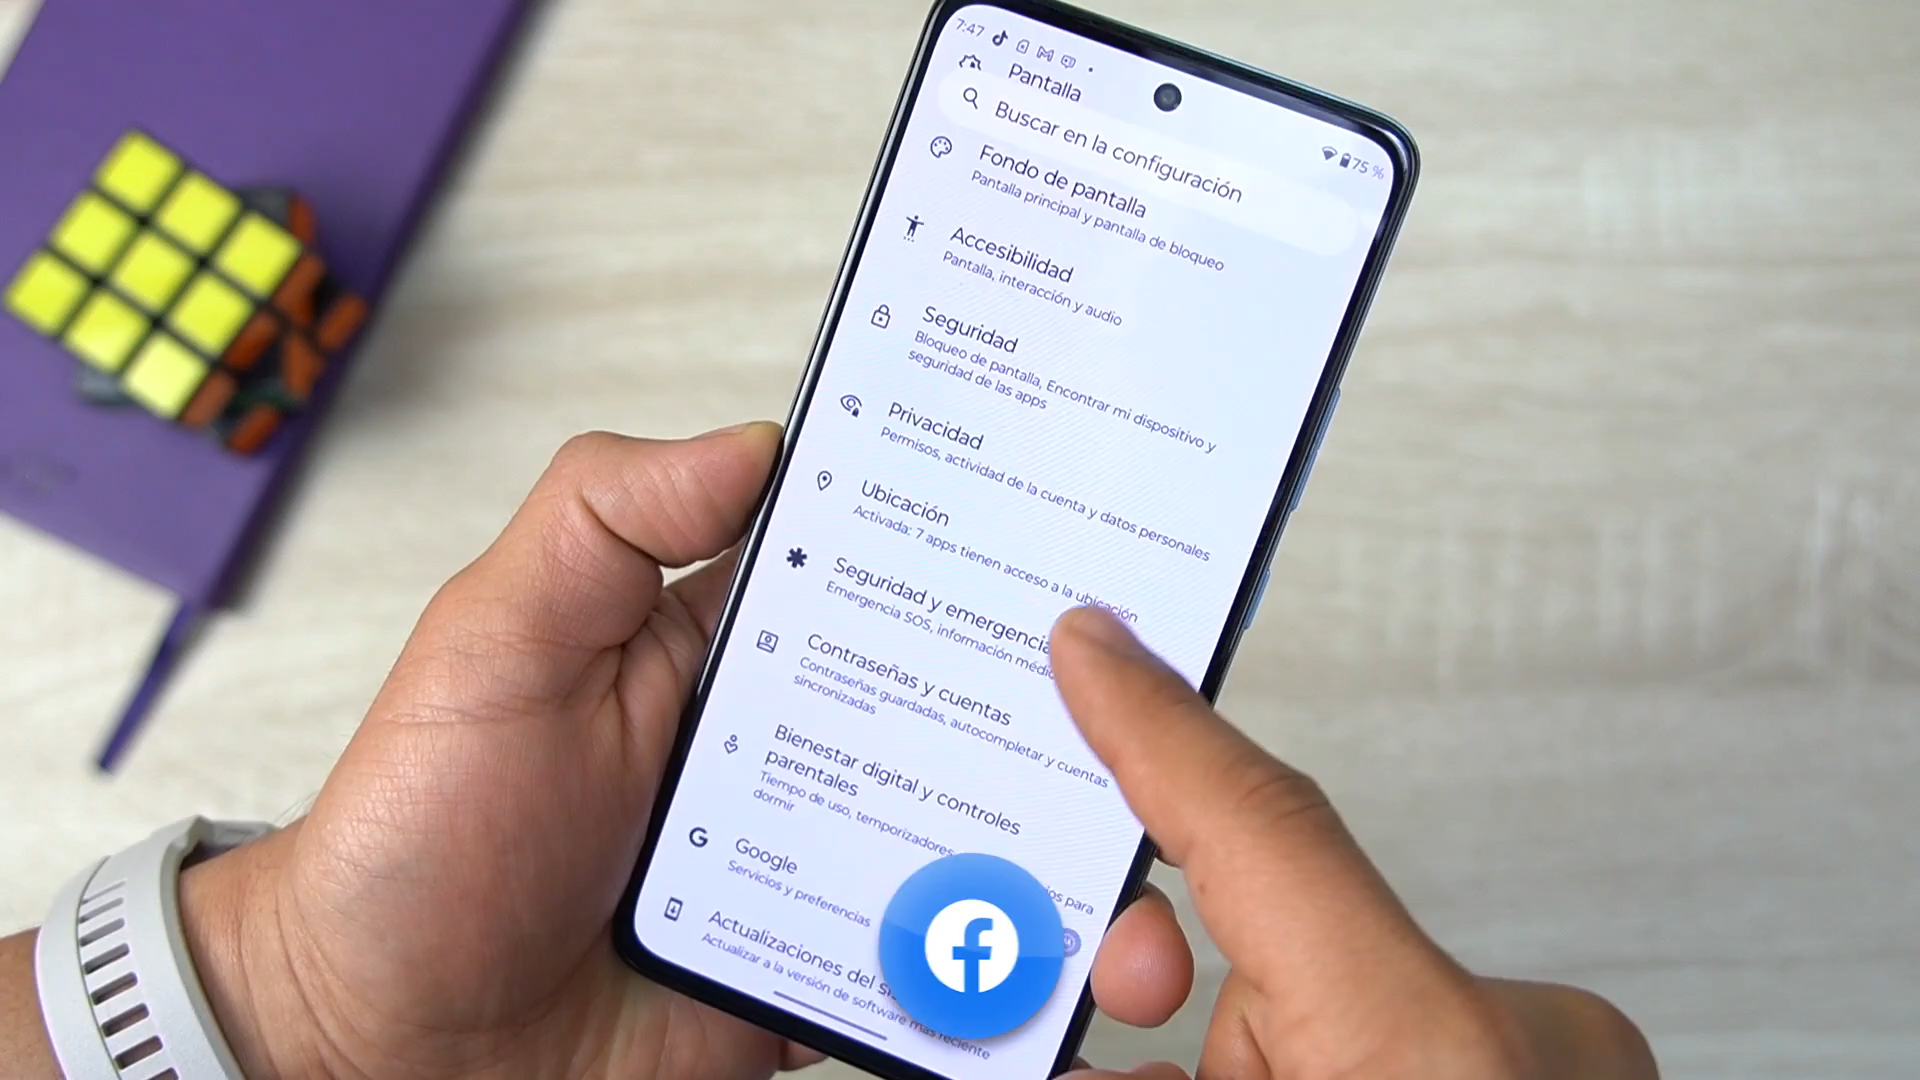 7:47
75 %
Pantalla
Buscar en la configuración
Fondo de pantalla
Pantalla principal y pantalla de bloqueo
Accesibilidad
Pantalla, interacción y audio
Seguridad
Bloqueo de pantalla, Encontrar mi dispositivo y
seguridad de las apps
Privacidad
Permisos, actividad de la cuenta y datos personales
Ubicación
Activada: 7 apps tienen acceso a la ubicación
Seguridad y emergencia
Emergencia SOS, información
Contraseñas y cuentas
Contraseñas guardadas, autocompletar y cuentas
sincronizadas
Bienestar digital y controles
parentales
Tiempo de uso, temporizadores
para
dormir
Google
Servicios y preferencias
Actualizaciones del
Actualizar a la versión de software más reciente